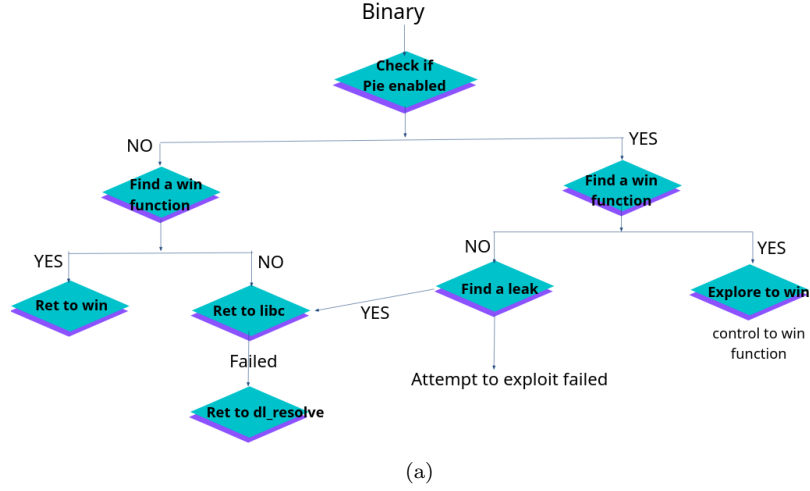 Binary
Check if
Pie enabled
NO
YES
Find a win
function
Find a win
function
YES
NO
NO
YES
Ret to win
Ret to libc
Find a leak
Explore to win
YES
control to win
function
Failed
Attempt to exploit failed
Ret to dl_resolve
(a)